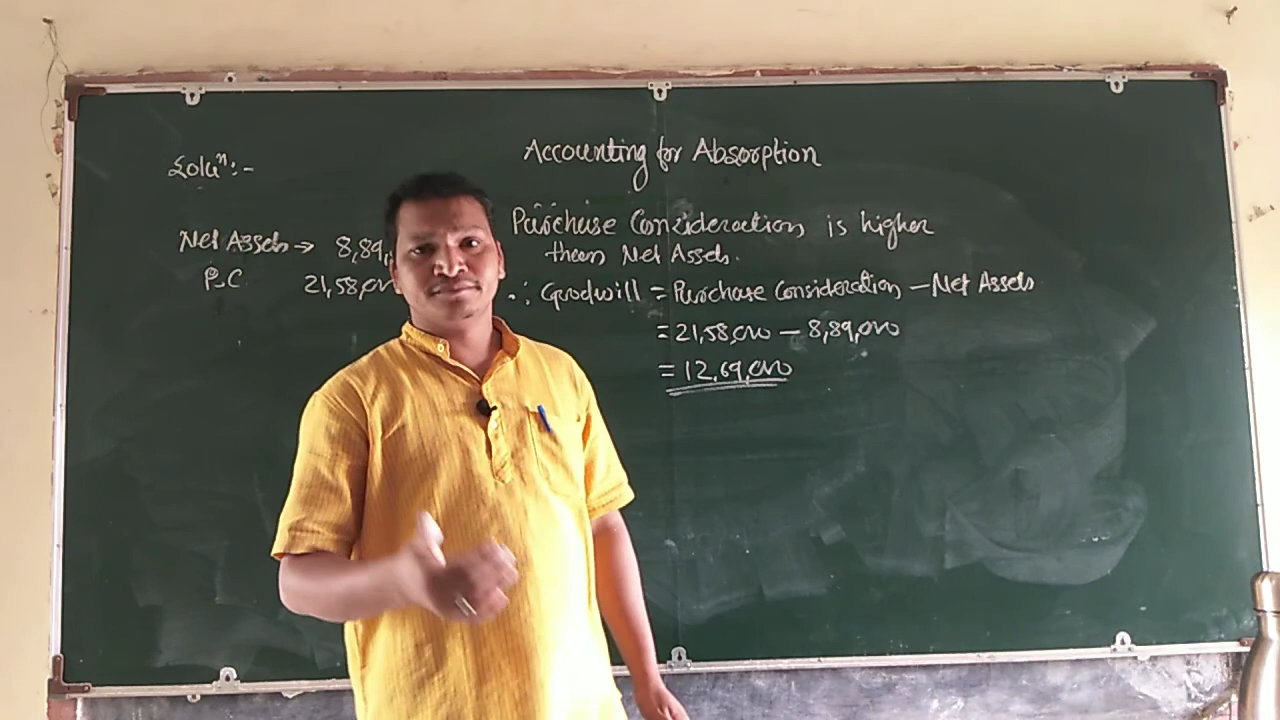 Accounting for Absorption
Solun:-
Net Assets → 8,89,
P.C 21,58,000
Purchase Consideration is higher
than Net Assets.
∴ Goodwill = Purchase Consideration – Net Assets
= 21,58,000 – 8,89,000
= 12,69,000